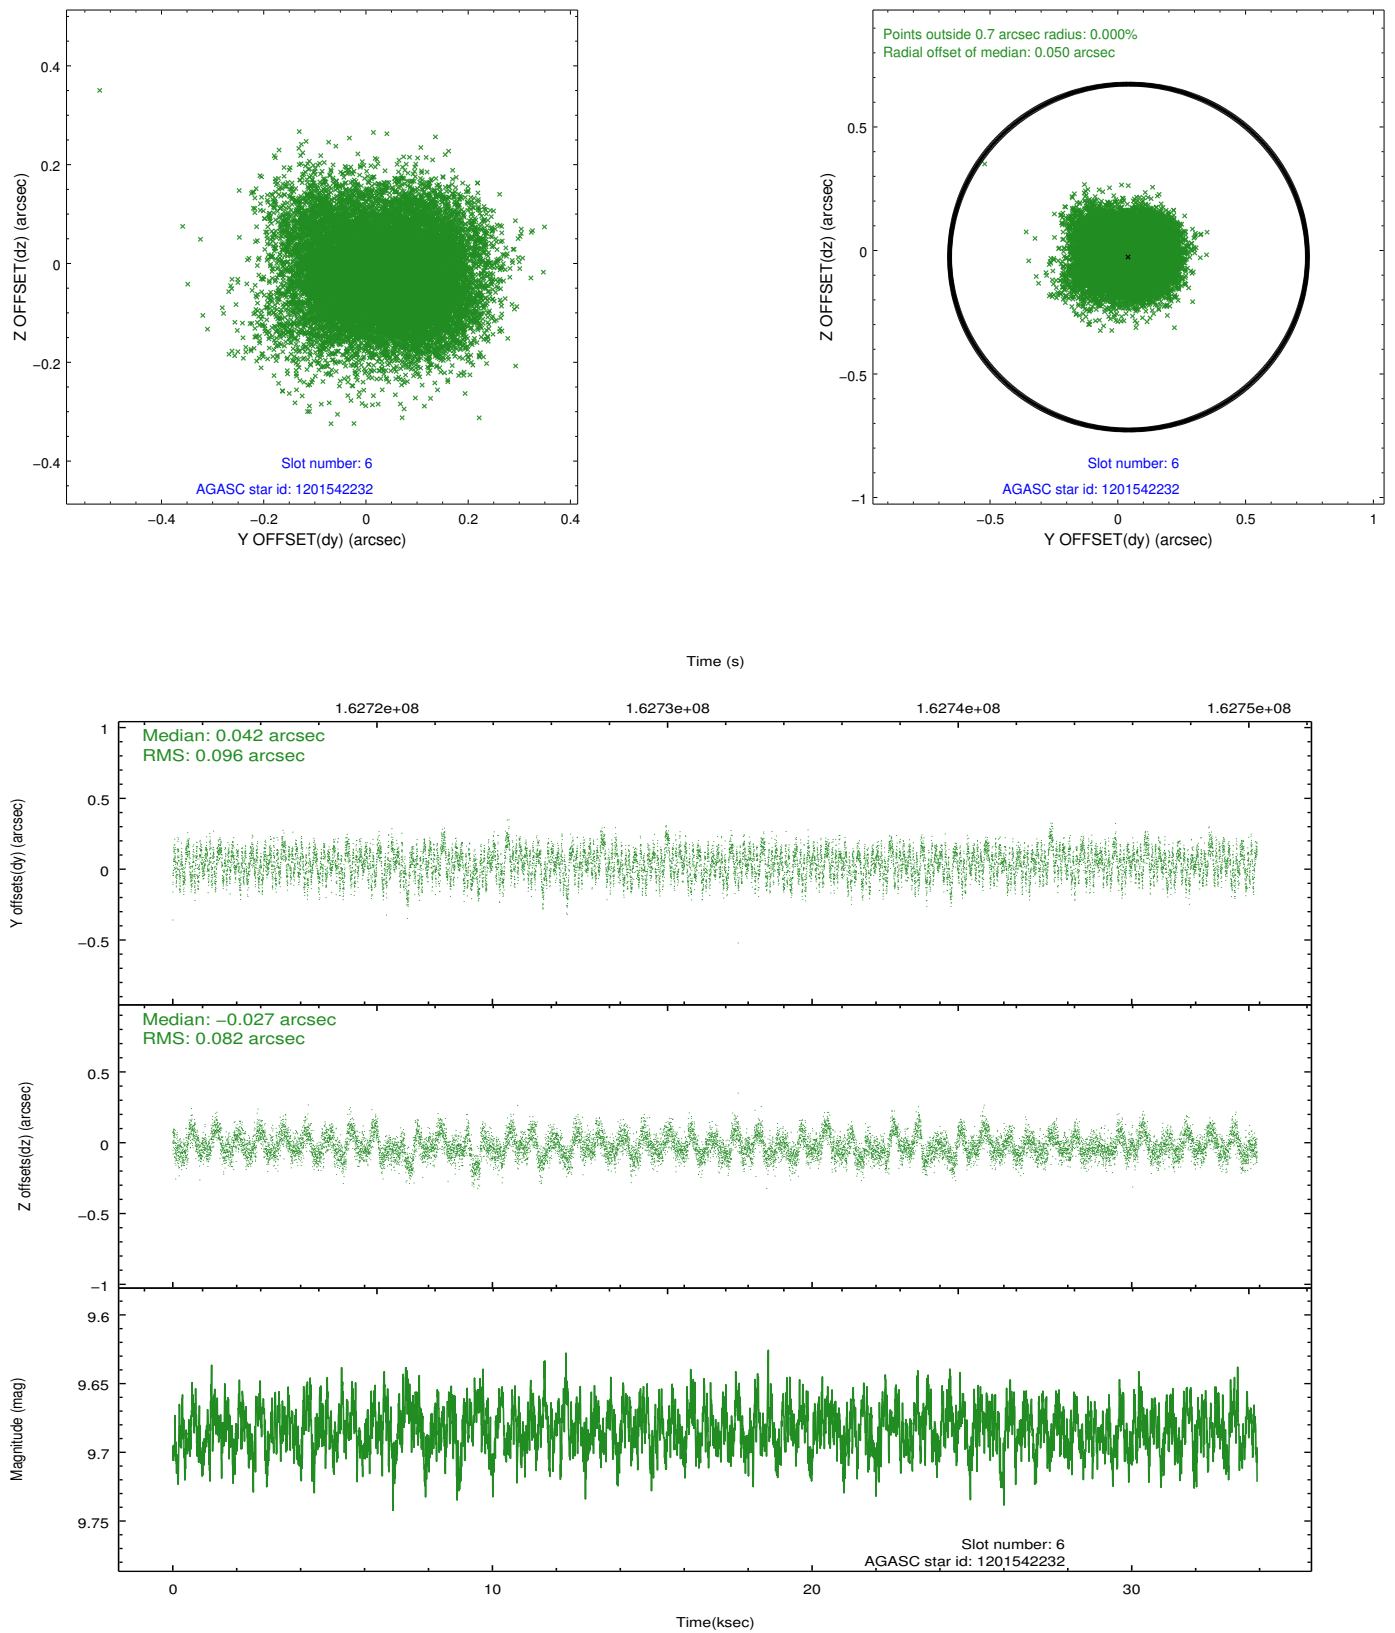 0.4
0.2
0
−0.2
−0.4
Z OFFSET(dz) (arcsec)
Slot number: 6
AGASC star id: 1201542232
−0.4 −0.2 0 0.2 0.4
Y OFFSET(dy) (arcsec)
Points outside 0.7 arcsec radius: 0.000%
Radial offset of median: 0.050 arcsec
0.5
0
−0.5
−1
Z OFFSET(dz) (arcsec)
Slot number: 6
AGASC star id: 1201542232
−0.5 0 0.5 1
Y OFFSET(dy) (arcsec)
Time (s)
1.6272e+08 1.6273e+08 1.6274e+08 1.6275e+08
Median: 0.042 arcsec
RMS: 0.096 arcsec
1
0.5
0
−0.5
Y offsets(dy) (arcsec)
Median: −0.027 arcsec
RMS: 0.082 arcsec
0.5
0
−0.5
−1
Z offsets(dz) (arcsec)
9.6
9.65
9.7
9.75
Magnitude (mag)
Slot number: 6
AGASC star id: 1201542232
0 10 20 30
Time(ksec)